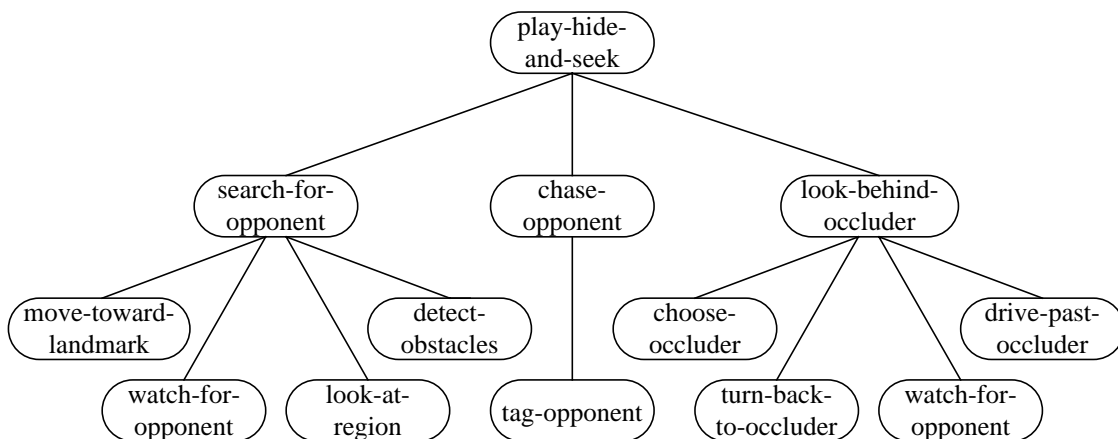 play-hide-
and-seek
search-for-
opponent
chase-
opponent
look-behind-
occluder
move-toward-
landmark
detect-
obstacles
choose-
occluder
drive-past-
occluder
watch-for-
opponent
look-at-
region
tag-opponent
turn-back-
to-occluder
watch-for-
opponent